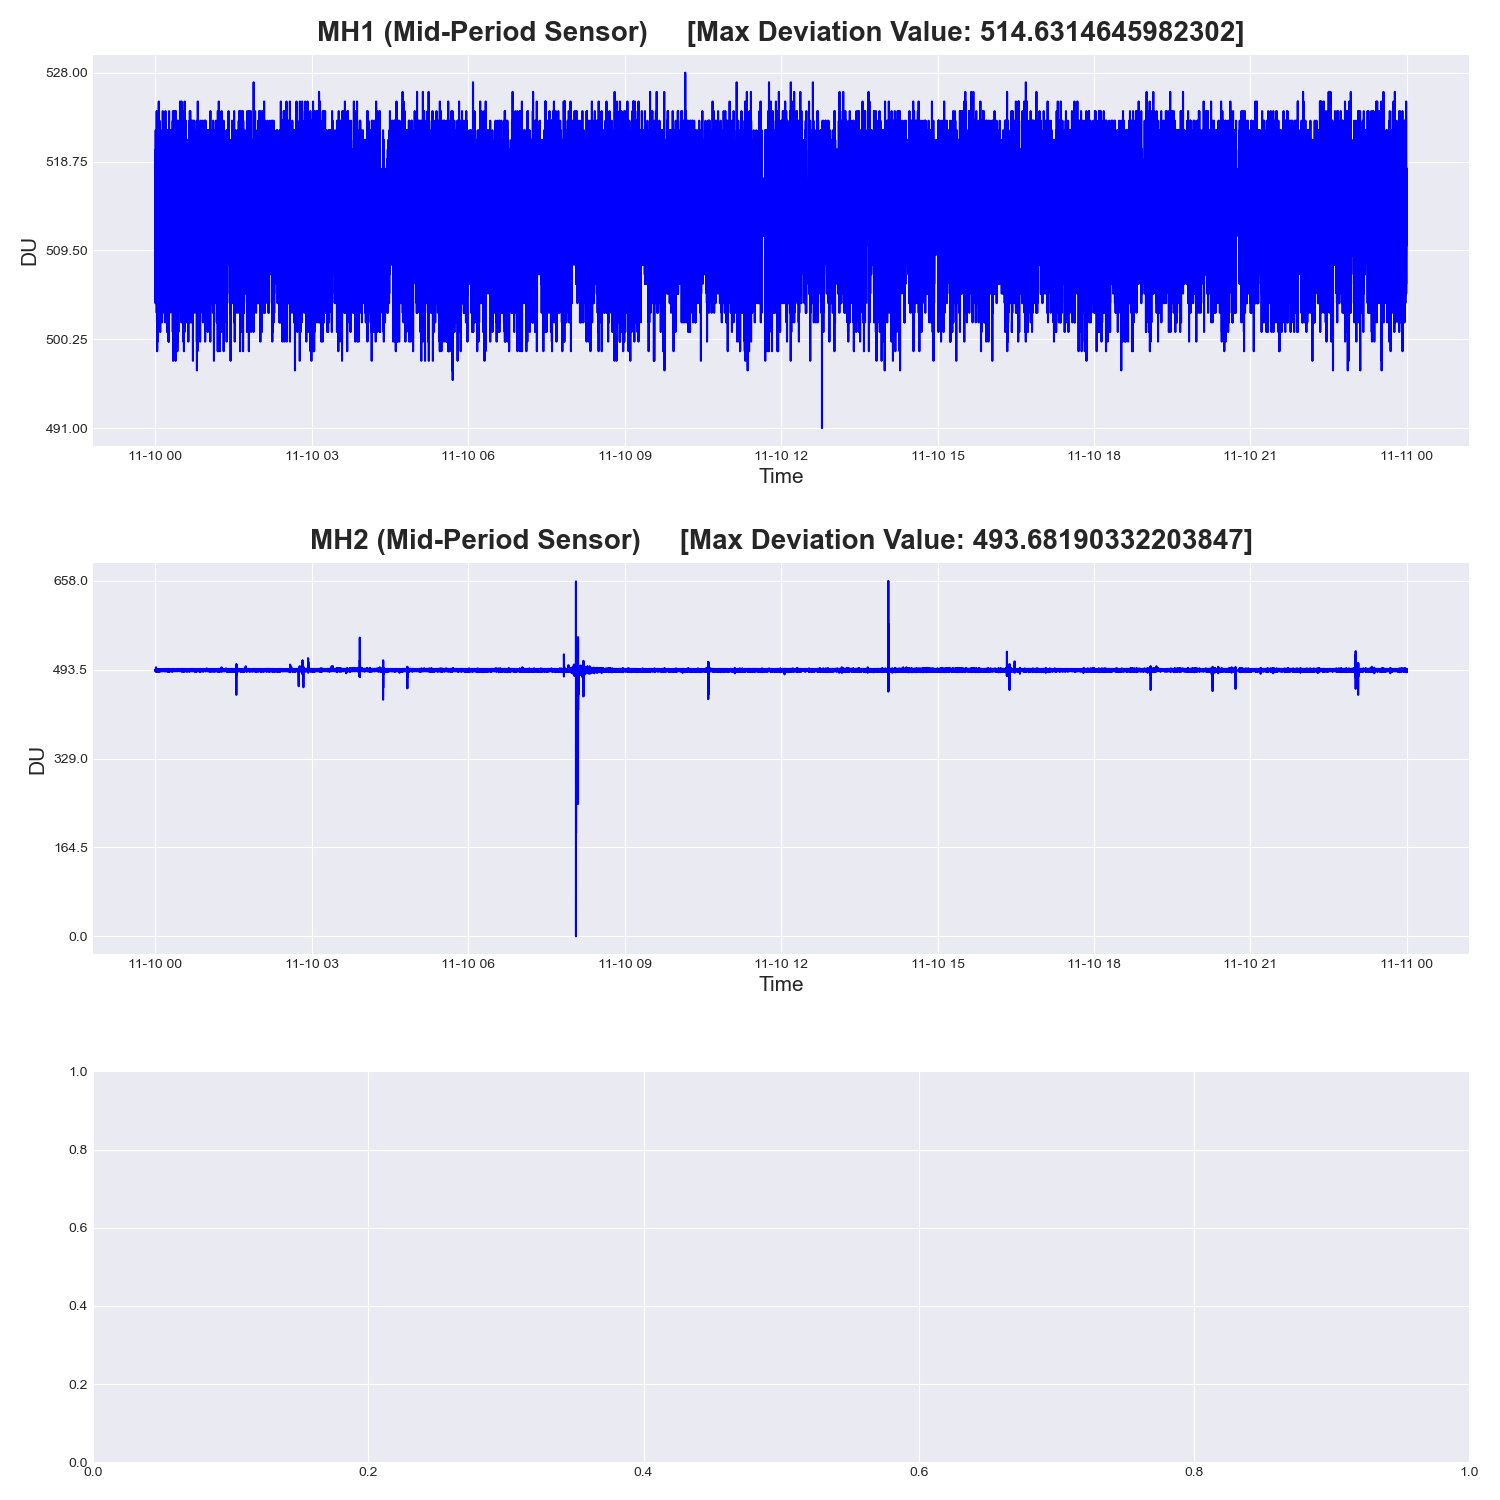 MH1 (Mid-Period Sensor) [Max Deviation Value: 514.6314645982302]
528.00
518.75
509.50
500.25
491.00
DU
11-10 00 11-10 03 11-10 06 11-10 09 11-10 12 11-10 15 11-10 18 11-10 21 11-11 00
Time
MH2 (Mid-Period Sensor) [Max Deviation Value: 493.68190332203847]
658.0
493.5
329.0
164.5
0.0
DU
11-10 00 11-10 03 11-10 06 11-10 09 11-10 12 11-10 15 11-10 18 11-10 21 11-11 00
Time
1.0
0.8
0.6
0.4
0.2
0.0
0.0 0.2 0.4 0.6 0.8 1.0